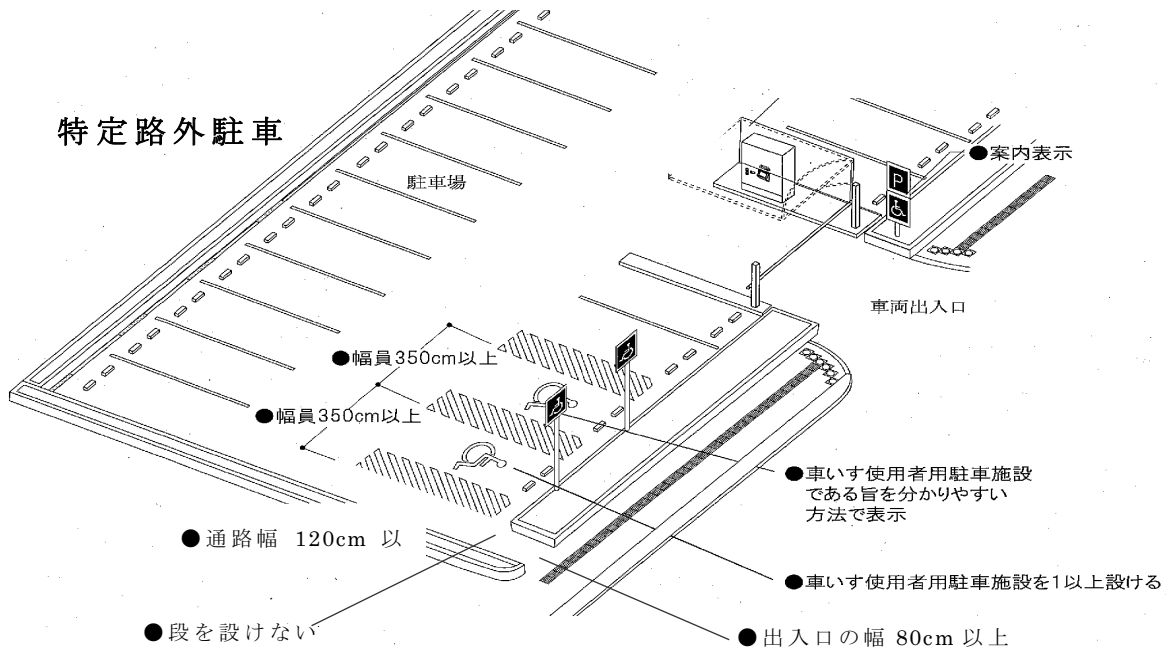 特定路外駐車
駐車場
●案内表示
P
車両出入口
●幅員350cm以上
●幅員350cm以上
●車いす使用者用駐車施設
である旨を分かりやすい
方法で表示
●通路幅 120cm 以
●車いす使用者用駐車施設を1以上設ける
●段を設けない
●出入口の幅 80cm 以上